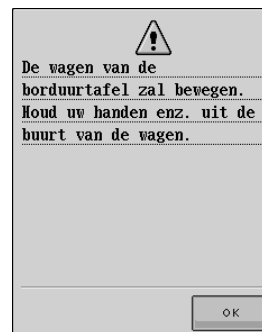 De wagen van de
borduurtafel zal bewegen.
Houd uw handen enz. uit de
buurt van de wagen.
OK